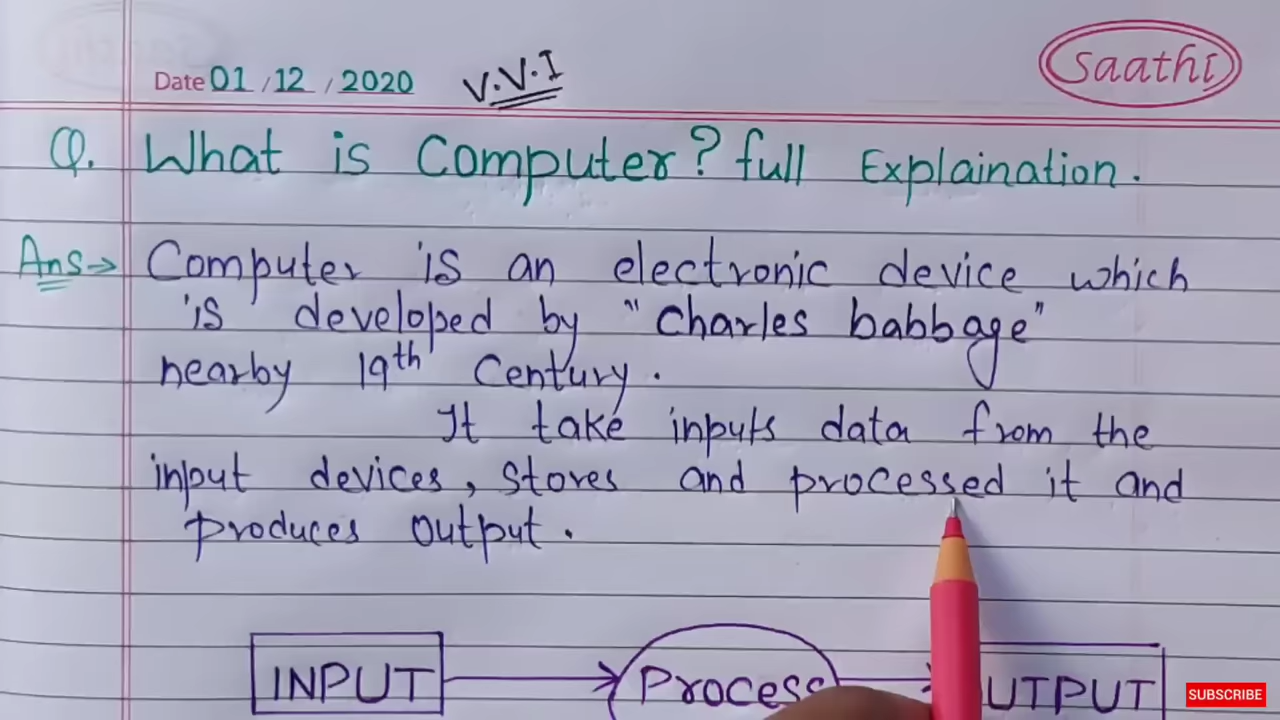 Saathi
Date 01 / 12 / 2020 V.V.I
Q. What is Computer? full Explaination.
Ans→ Computer is an electronic device which
is developed by "Charles babbage"
nearby 19th Century.
It take inputs data from the
input devices, stores and processed it and
produces output.
INPUT → Process → UTPUT
SUBSCRIBE